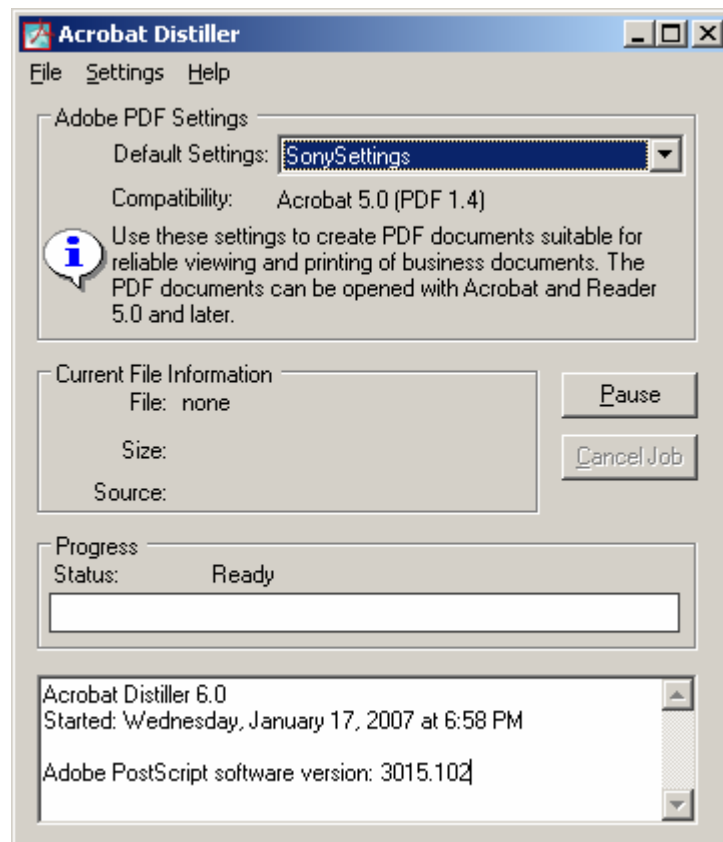 Acrobat Distiller
File Settings Help
Adobe PDF Settings
Default Settings: SonySettings
Compatibility: Acrobat 5.0 (PDF 1.4)
Use these settings to create PDF documents suitable for
reliable viewing and printing of business documents. The
PDF documents can be opened with Acrobat and Reader
5.0 and later.
Current File Information
File: none
Size:
Source:
Pause
Cancel Job
Progress
Status: Ready
Acrobat Distiller 6.0
Started: Wednesday, January 17, 2007 at 6:58 PM
Adobe PostScript software version: 3015.102